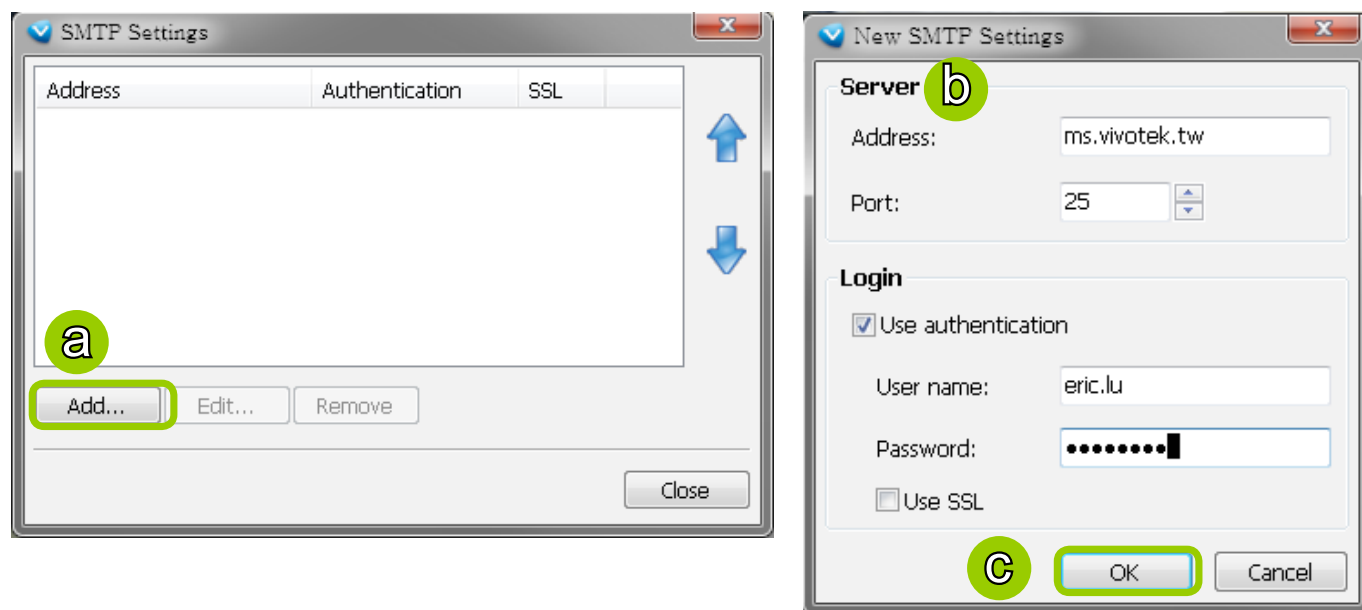 SMTP Settings
Address Authentication SSL
a
Add... Edit... Remove
Close
New SMTP Settings
Server b
Address: ms.vivotek.tw
Port: 25
Login
Use authentication
User name: eric.lu
Password: ••••••••
Use SSL
c OK Cancel